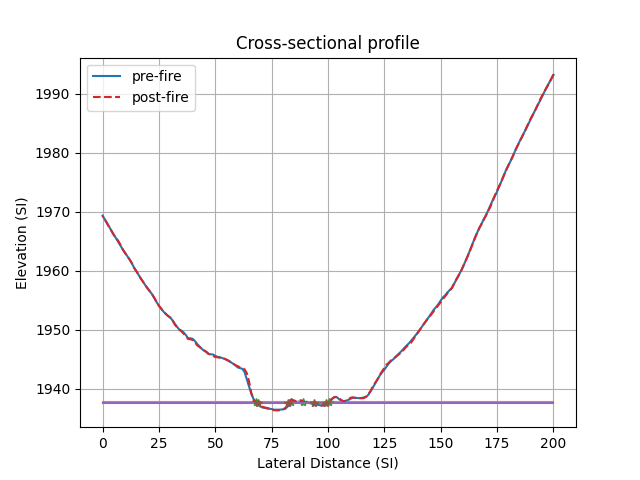 Cross-sectional profile
pre-fire
post-fire
1990
1980
1970
1960
1950
1940
Elevation (SI)
0 25 50 75 100 125 150 175 200
Lateral Distance (SI)